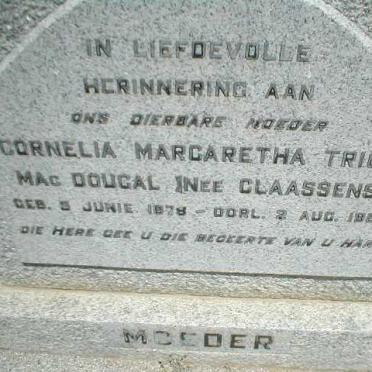 IN LIEFDEVOLLE
HERINNERING AAN
ONS DIERBARE MOEDER
CORNELIA MARGARETHA
MAC DOUGAL (NEE CLAASSENS
GEB. 5 JUNIE. 1879 - OORL. 2 AUG.
DIE HERE GEE U DIE BEGEERTE VAN U
MOEDER